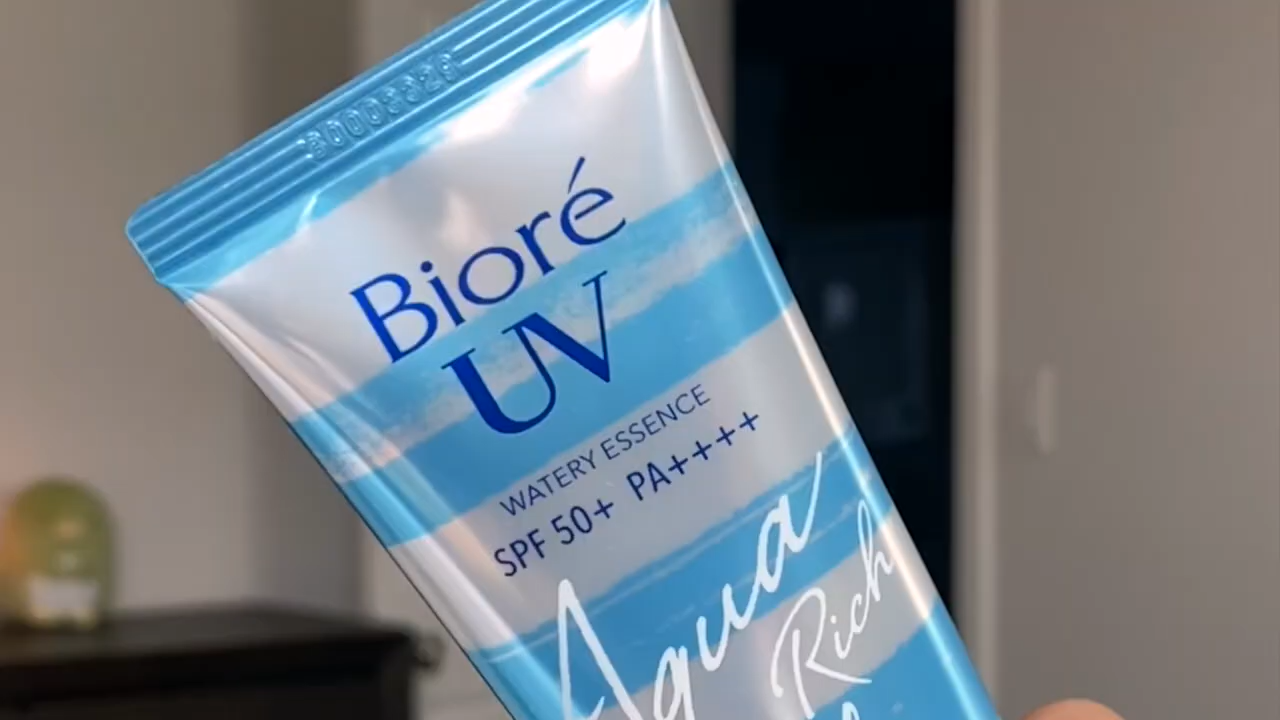 Bioré
UV
WATERY ESSENCE
SPF 50+ PA++++
Aqua
Rich